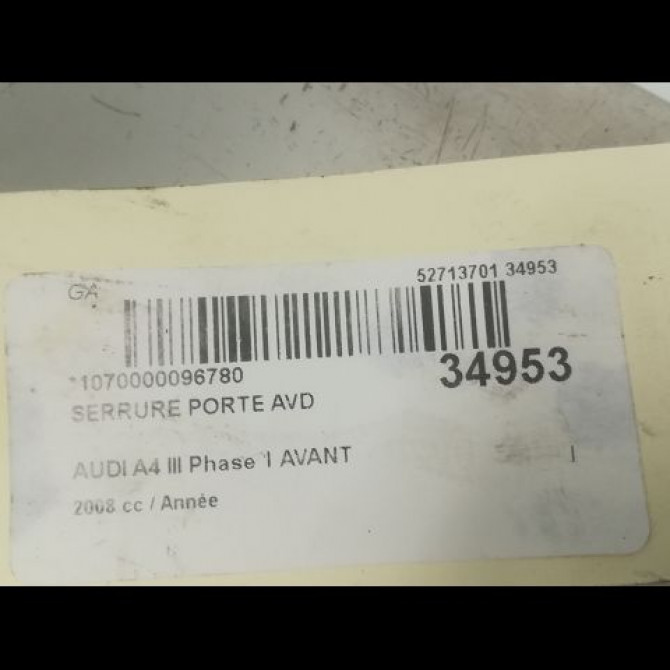 GA
52713701 34953
*1070000096780
34953
SERRURE PORTE AVD
AUDI A4 III Phase 1 AVANT
2008 cc / Année